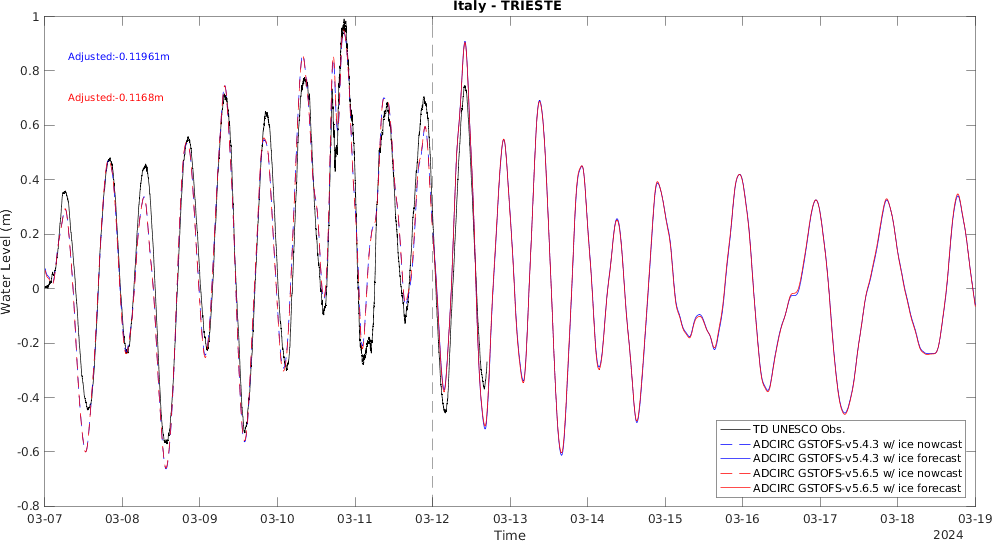 Italy - TRIESTE
Adjusted:-0.11961m
Adjusted:-0.1168m
Water Level (m)
1
0.8
0.6
0.4
0.2
0
-0.2
-0.4
-0.6
-0.8
TD UNESCO Obs.
ADCIRC GSTOFS-v5.4.3 w/ ice nowcast
ADCIRC GSTOFS-v5.4.3 w/ ice forecast
ADCIRC GSTOFS-v5.6.5 w/ ice nowcast
ADCIRC GSTOFS-v5.6.5 w/ ice forecast
03-07 03-08 03-09 03-10 03-11 03-12 03-13 03-14 03-15 03-16 03-17 03-18 03-19
Time
2024